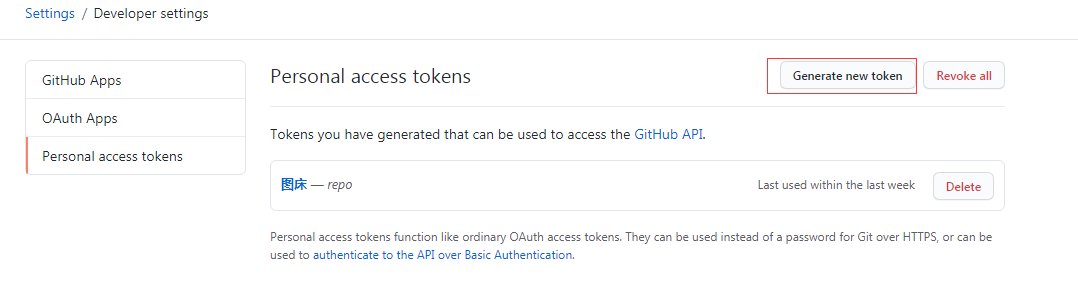 Settings / Developer settings
GitHub Apps
OAuth Apps
Personal access tokens
Personal access tokens
Generate new token
Revoke all
Tokens you have generated that can be used to access the GitHub API.
图床 — repo
Last used within the last week
Delete
Personal access tokens function like ordinary OAuth access tokens. They can be used instead of a password for Git over HTTPS, or can be
used to authenticate to the API over Basic Authentication.